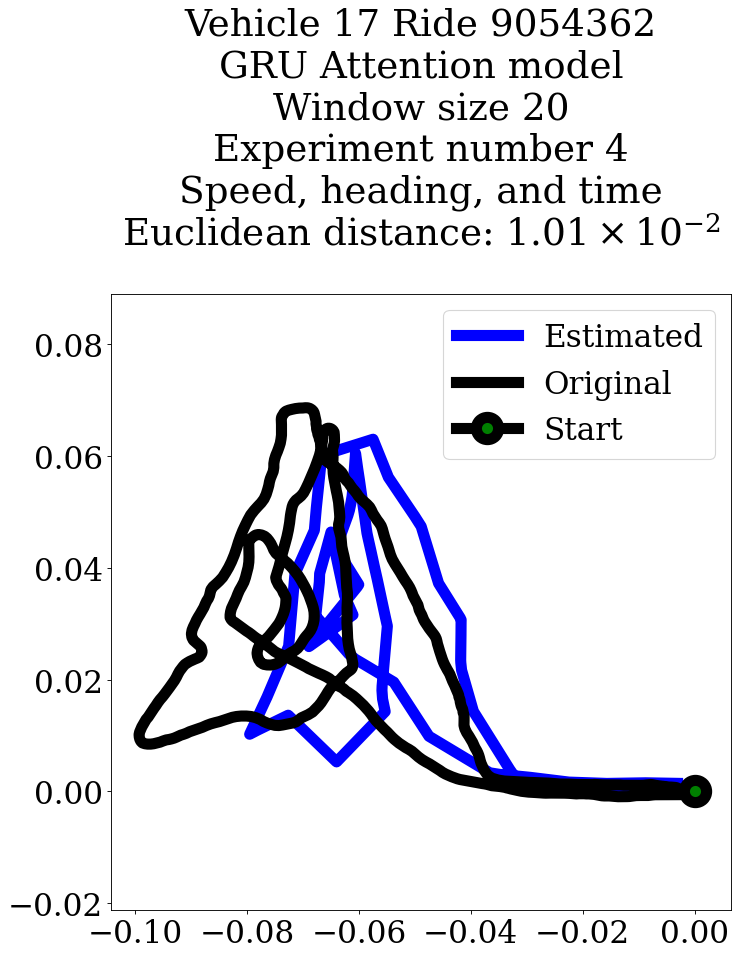 Vehicle 17 Ride 9054362
GRU Attention model
Window size 20
Experiment number 4
Speed, heading, and time
Euclidean distance: 1.01 × 10⁻²
Estimated
Original
Start
0.08
0.06
0.04
0.02
0.00
−0.02
−0.10 −0.08 −0.06 −0.04 −0.02 0.00